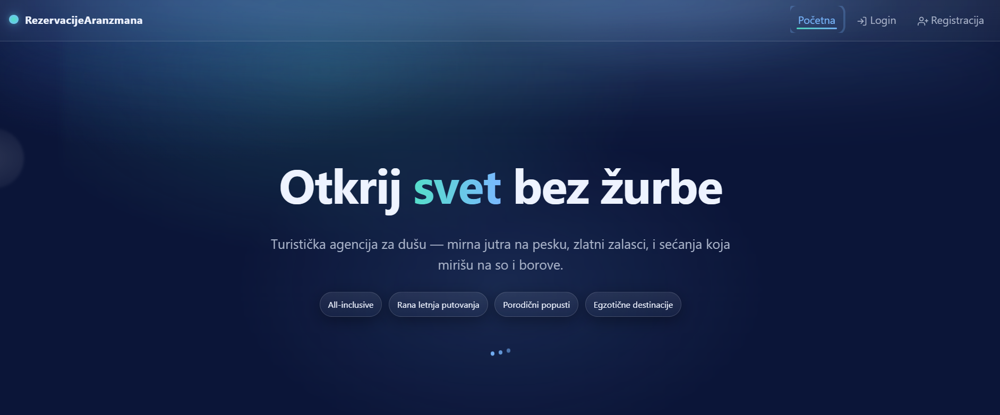 RezervacijeAranzmana
Početna
Login
Registracija
Otkrij svet bez žurbe
Turistička agencija za dušu — mirna jutra na pesku, zlatni zalasci, i sećanja koja
mirišu na so i borove.
All-inclusive
Rana letnja putovanja
Porodični popusti
Egzotične destinacije